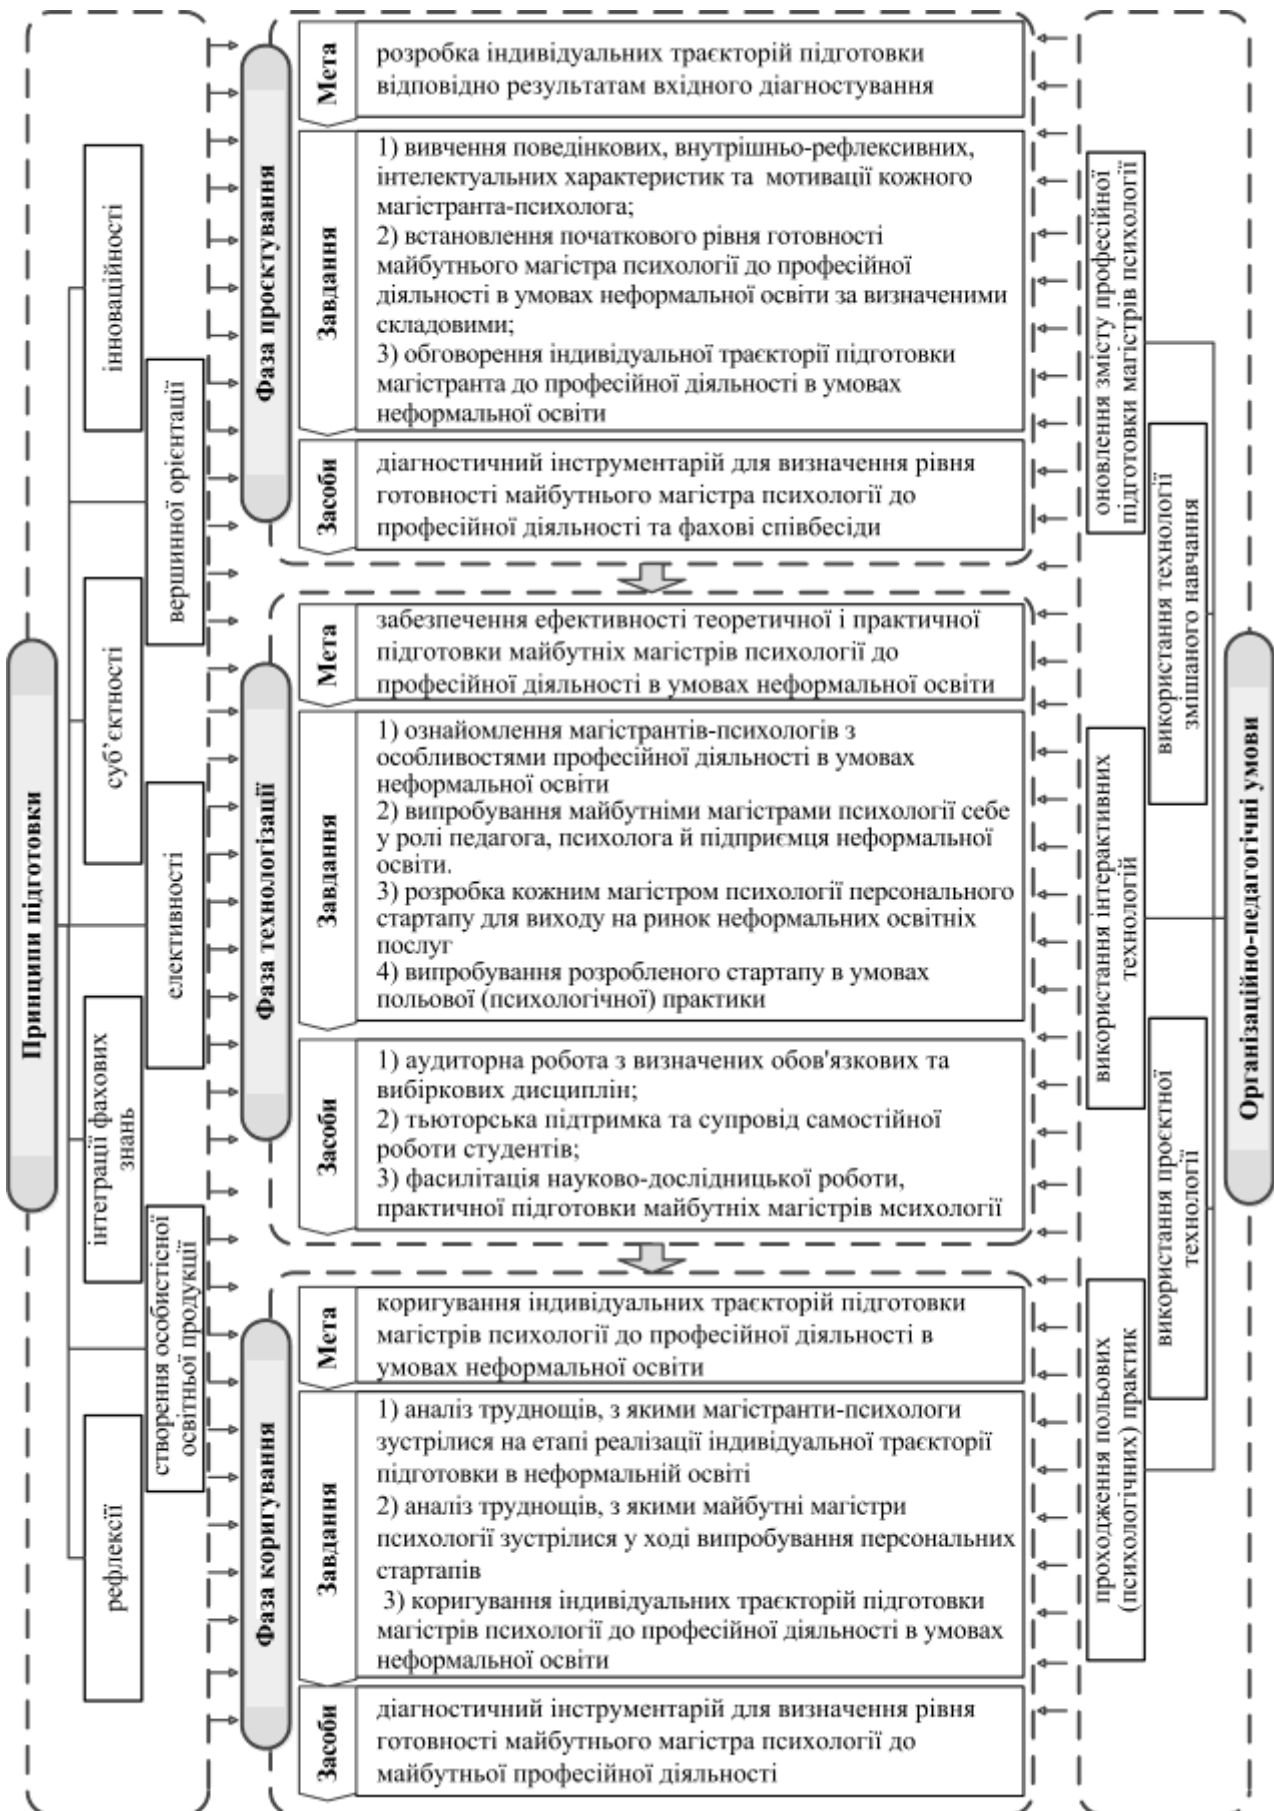 Принципи підготовки
інноваційності
вершинної орієнтації
суб’єктності
елективності
інтеграції фахових
знань
створення особистісної
освітньої продукції
рефлексії
Фаза проєктування
Мета
розробка індивідуальних траєкторій підготовки
відповідно результатам вхідного діагностування
Завдання
1) вивчення поведінкових, внутрішньо-рефлексивних,
інтелектуальних характеристик та мотивації кожного
магістранта-психолога;
2) встановлення початкового рівня готовності
майбутнього магістра психології до професійної
діяльності в умовах неформальної освіти за визначеними
складовими;
3) обговорення індивідуальної траєкторії підготовки
магістранта до професійної діяльності в умовах
неформальної освіти
Засоби
діагностичний інструментарій для визначення рівня
готовності майбутнього магістра психології до
професійної діяльності та фахові співбесіди
Фаза технологізації
Мета
забезпечення ефективності теоретичної і практичної
підготовки майбутніх магістрів психології до
професійної діяльності в умовах неформальної освіти
Завдання
1) ознайомлення магістрантів-психологів з
особливостями професійної діяльності в умовах
неформальної освіти
2) випробування майбутніми магістрами психології себе
у ролі педагога, психолога й підприємця неформальної
освіти.
3) розробка кожним магістром психології персонального
стартапу для виходу на ринок неформальних освітніх
послуг
4) випробування розробленого стартапу в умовах
польової (психологічної) практики
Засоби
1) аудиторна робота з визначених обов'язкових та
вибіркових дисциплін;
2) тьюторська підтримка та супровід самостійної
роботи студентів;
3) фасилітація науково-дослідницької роботи,
практичної підготовки майбутніх магістрів мсихології
Фаза коригування
Мета
коригування індивідуальних траєкторій підготовки
магістрів психології до професійної діяльності в
умовах неформальної освіти
Завдання
1) аналіз труднощів, з якими магістранти-психологи
зустрілися на етапі реалізації індивідуальної траєкторії
підготовки в неформальній освіті
2) аналіз труднощів, з якими майбутні магістри
психології зустрілися у ході випробування персональних
стартапів
3) коригування індивідуальних траєкторій підготовки
магістрів психології до професійної діяльності в умовах
неформальної освіти
Засоби
діагностичний інструментарій для визначення рівня
готовності майбутнього магістра психології до
майбутньої професійної діяльності
оновлення змісту професійної
підготовки магістрів психології
використання технології
змішаного навчання
використання інтерактивних
технологій
використання проєктної
технології
проходження польових
(психологічних) практик
Організаційно-педагогічні умови